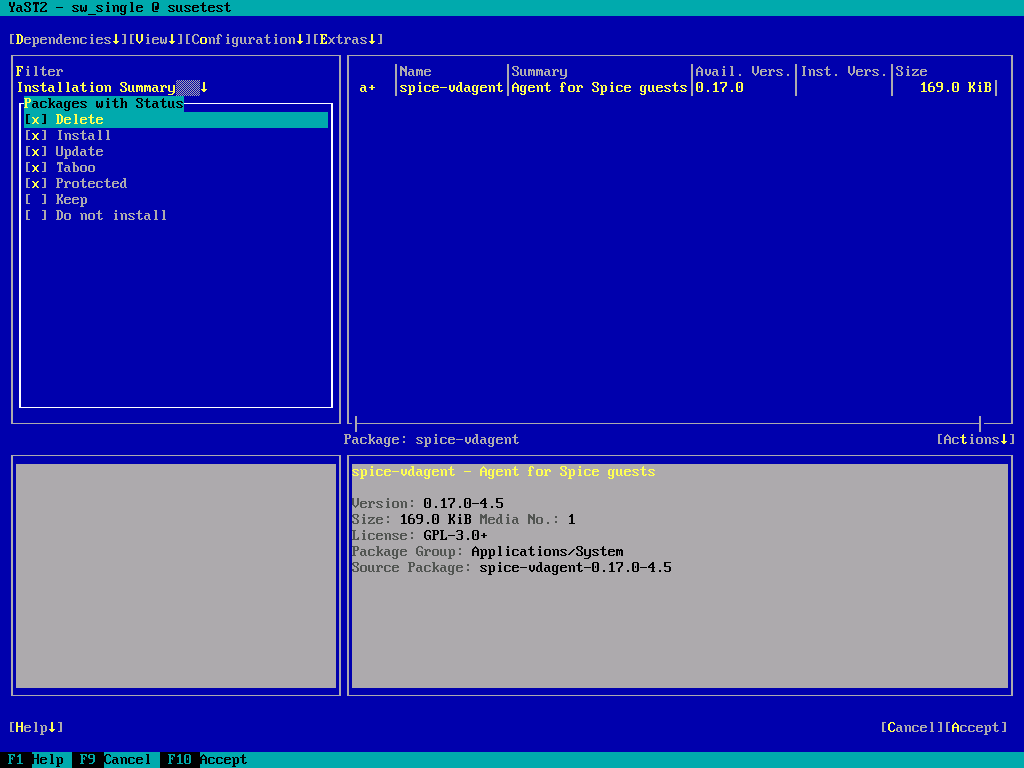 YaST2 - sw_single @ susetest
[Dependencies↓][View↓][Configuration↓][Extras↓]
Filter
Installation Summary▒▒▒↓
Packages with Status
[x] Delete
[x] Install
[x] Update
[x] Taboo
[x] Protected
[ ] Keep
[ ] Do not install
|Name |Summary |Avail. Vers.|Inst. Vers.|Size
a+ |spice-vdagent|Agent for Spice guests|0.17.0 | | 169.0 KiB|
Package: spice-vdagent [Actions↓]
spice-vdagent - Agent for Spice guests
Version: 0.17.0-4.5
Size: 169.0 KiB Media No.: 1
License: GPL-3.0+
Package Group: Applications/System
Source Package: spice-vdagent-0.17.0-4.5
[Help↓] [Cancel][Accept]
F1 Help F9 Cancel F10 Accept